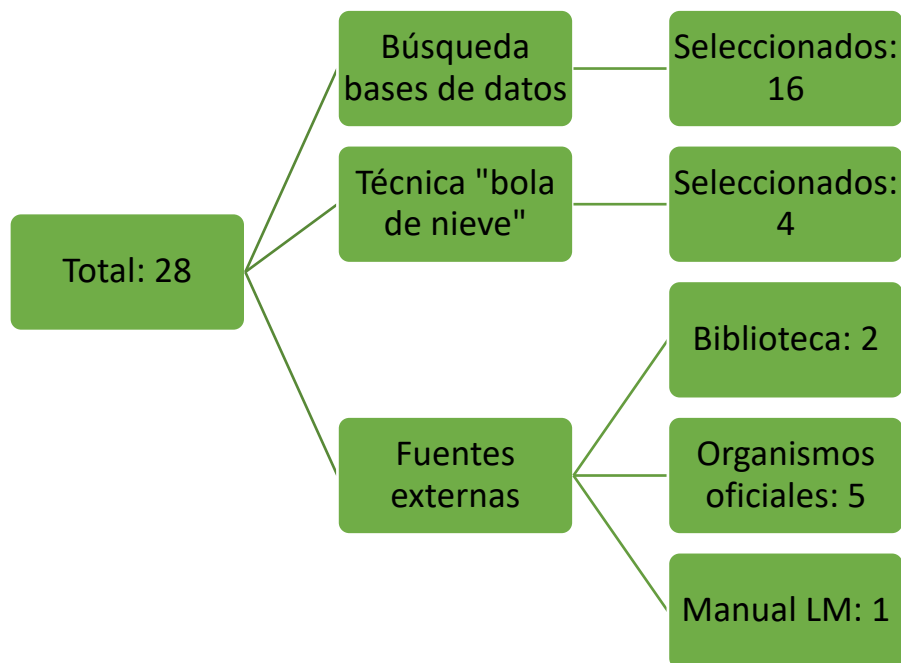 Total: 28
Búsqueda
bases de datos
Seleccionados:
16
Técnica "bola
de nieve"
Seleccionados:
4
Fuentes
externas
Biblioteca: 2
Organismos
oficiales: 5
Manual LM: 1